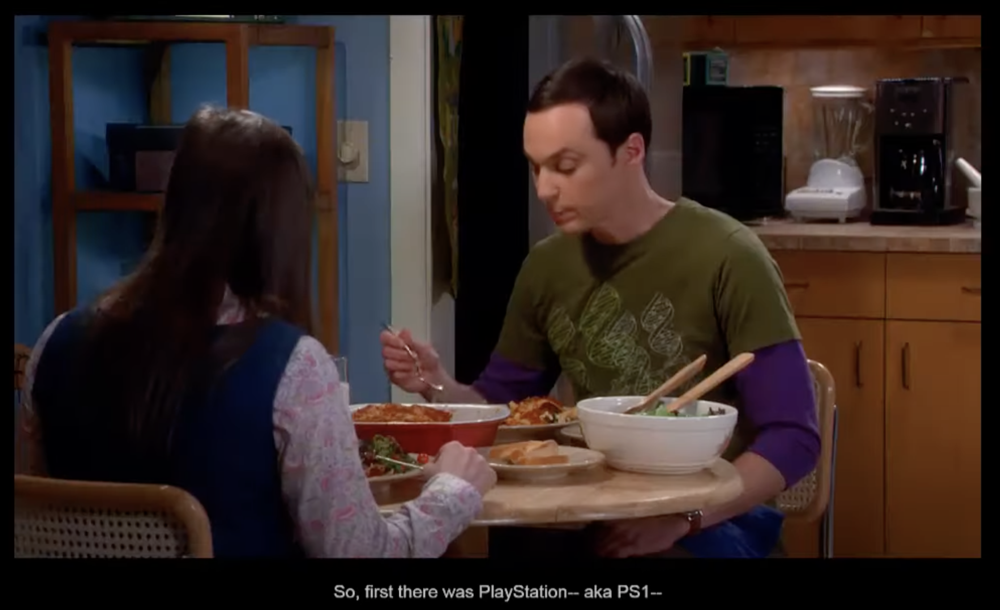 So, first there was PlayStation-- aka PS1--